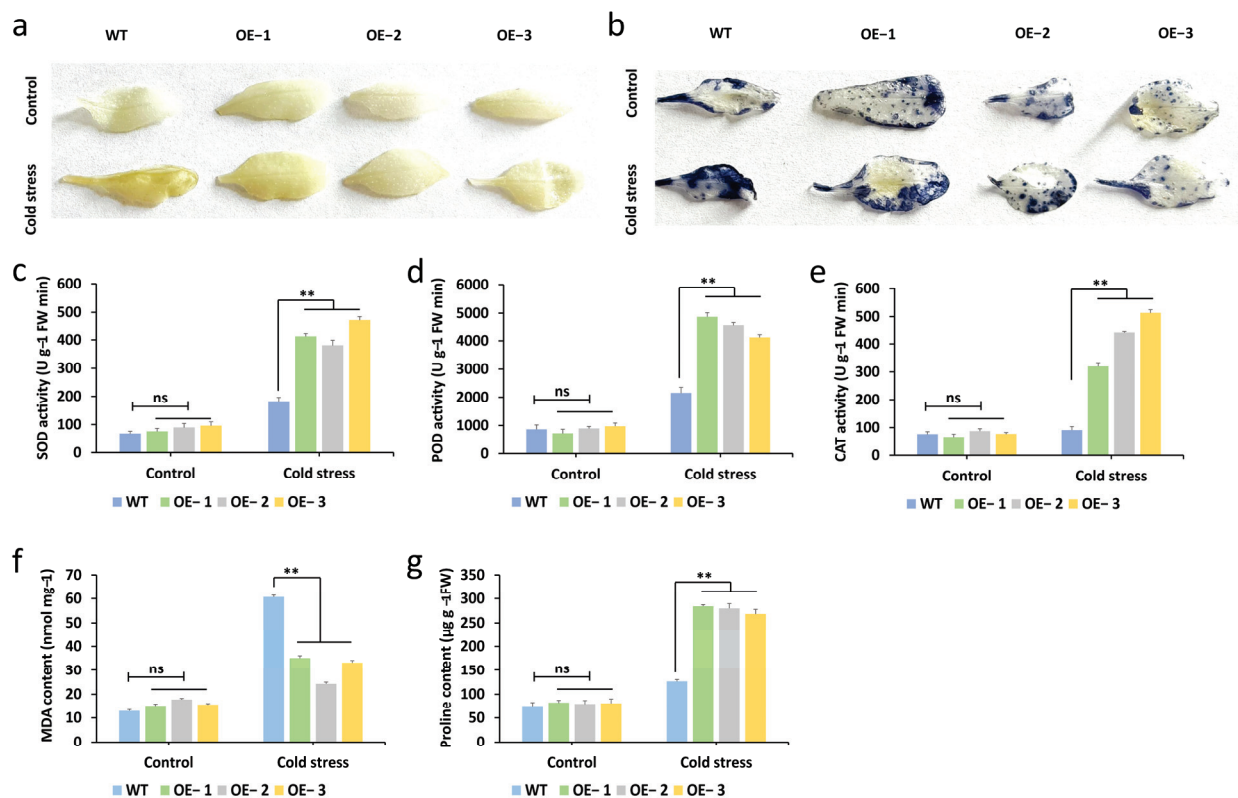 a
WT OE−1 OE−2 OE−3
Control
Cold stress
b
WT OE−1 OE−2 OE−3
Control
Cold stress
c
SOD activity (U g−1 FW min)
600
500
400
300
200
100
0
ns
**
Control Cold stress
WT OE− 1 OE− 2 OE− 3
d
POD activity (U g−1 FW min)
6000
5000
4000
3000
2000
1000
0
ns
**
Control Cold stress
WT OE− 1 OE− 2 OE− 3
e
CAT activity (U g−1 FW min)
600
500
400
300
200
100
0
ns
**
Control Cold stress
WT OE− 1 OE− 2 OE− 3
f
MDA content (nmol mg−1)
70
60
50
40
30
20
10
0
ns
**
Control Cold stress
WT OE− 1 OE− 2 OE− 3
g
Proline content (µg g −1FW)
350
300
250
200
150
100
50
0
ns
**
Control Cold stress
WT OE− 1 OE− 2 OE− 3